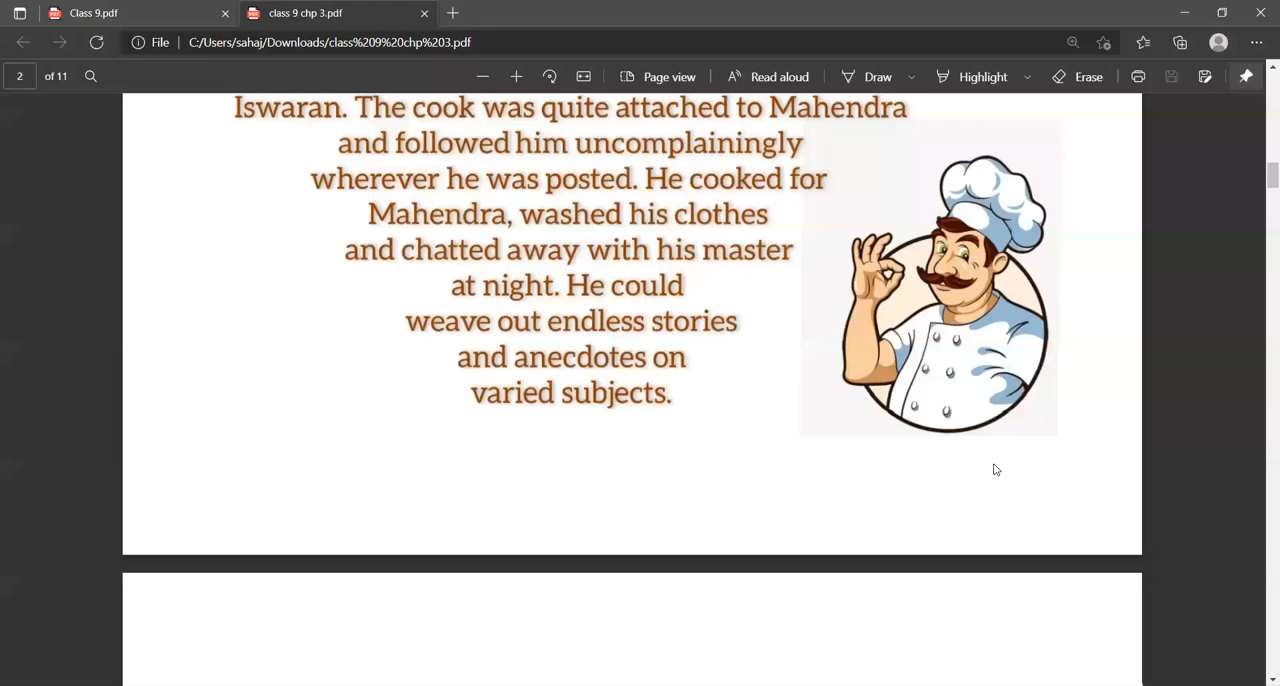 Class 9.pdf
class 9 chp 3.pdf
File
C:/Users/sahaj/Downloads/class%209%20chp%203.pdf
2 of 11
Page view
Read aloud
Draw
Highlight
Erase
Iswaran. The cook was quite attached to Mahendra
and followed him uncomplainingly
wherever he was posted. He cooked for
Mahendra, washed his clothes
and chatted away with his master
at night. He could
weave out endless stories
and anecdotes on
varied subjects.